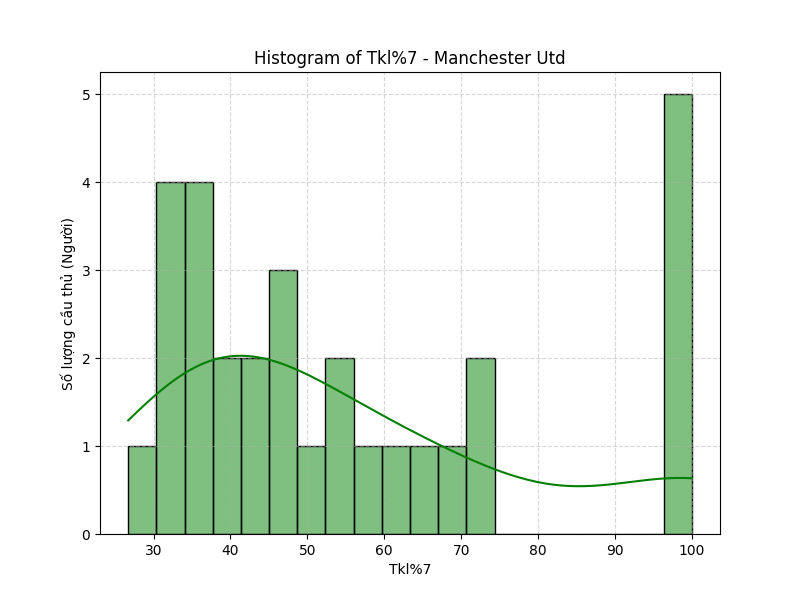 Histogram of Tkl%7 - Manchester Utd
Số lượng cầu thủ (Người)
5
4
3
2
1
0
30 40 50 60 70 80 90 100
Tkl%7